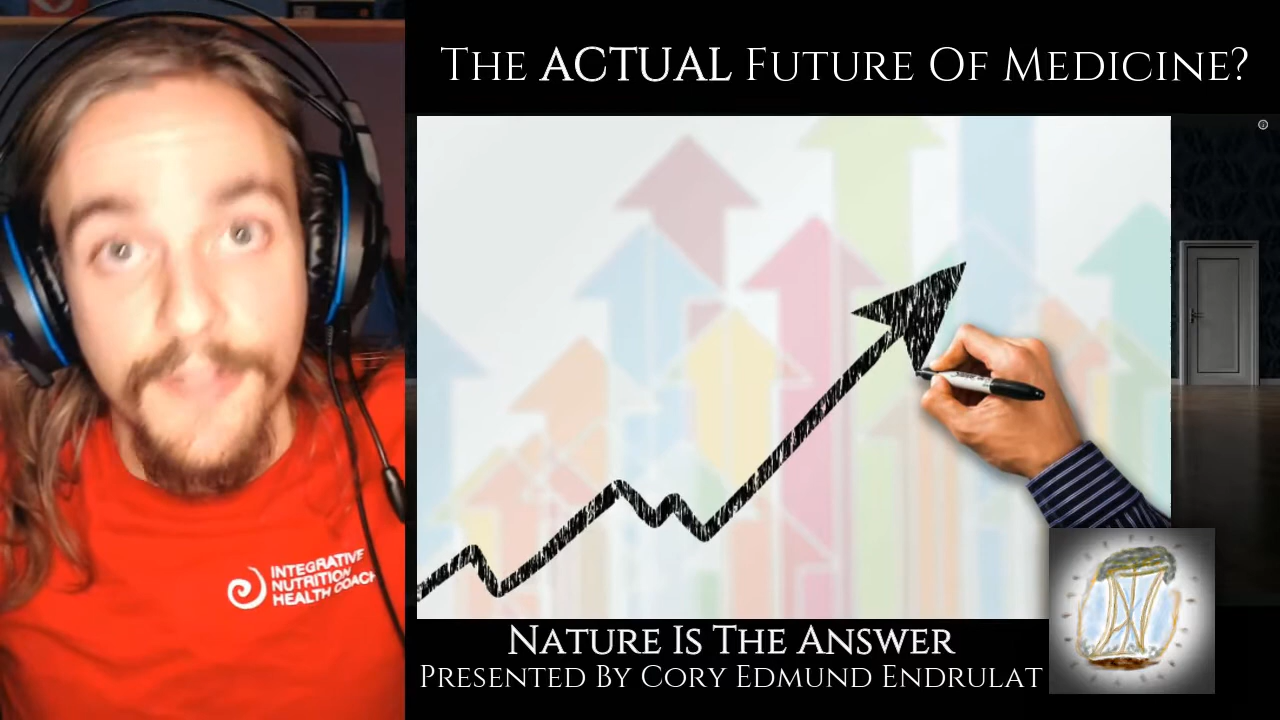 The ACTUAL Future Of Medicine?
INTEGRATIVE
NUTRITION
HEALTH COACH
Nature Is The Answer
Presented By Cory Edmund Endrulat